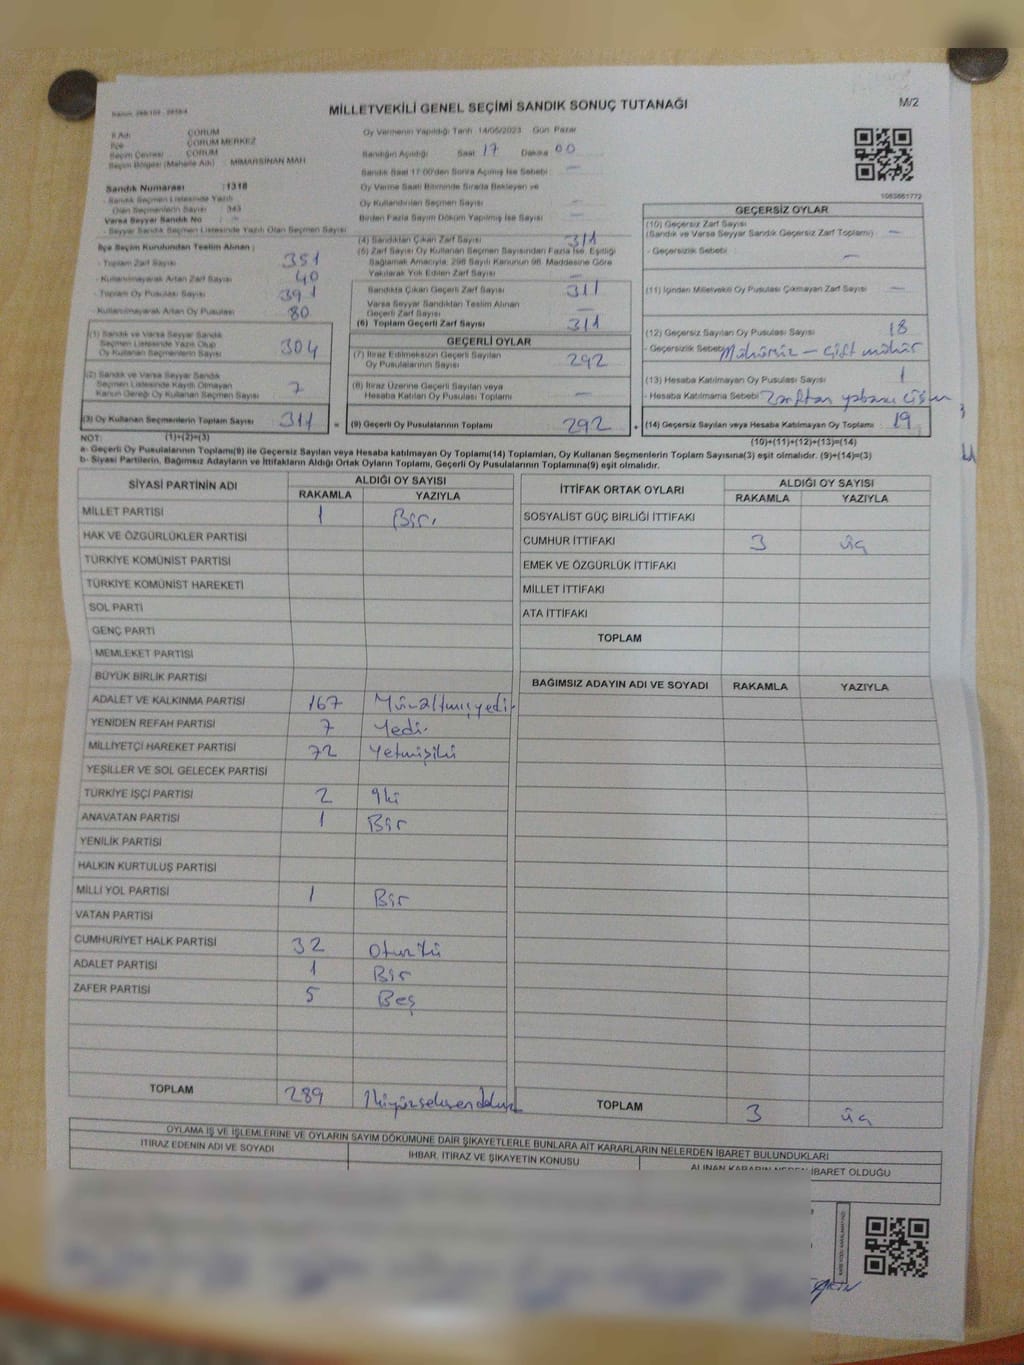 MİLLETVEKİLİ GENEL SEÇİMİ SANDIK SONUÇ TUTANAĞI
M/2
İl Adı : ÇORUM
İlçe : ÇORUM MERKEZ
Seçim Çevresi : ÇORUM
Seçim Bölgesi (Mahalle Adı) : MİMARSİNAN MAH
Sandık Numarası : 1318
- Sandık Seçmen Listesinde Yazılı
Olan Seçmenlerin Sayısı : 343
Varsa Seyyar Sandık No : –
- Seyyar Sandık Seçmen Listesinde Yazılı Olan Seçmen Sayısı
Oy Vermenin Yapıldığı Tarih 14/05/2023 Gün Pazar
Sandığın Açıldığı Saat 17 Dakika 00
Sandık Saat 17:00'den Sonra Açılmış İse Sebebi –
Oy Verme Saati Bitiminde Sırada Bekleyen ve
Oy Kullandırılan Seçmen Sayısı –
Birden Fazla Sayım Döküm Yapılmış İse Sayısı –
1083661772
İlçe Seçim Kurulundan Teslim Alınan ;
- Toplam Zarf Sayısı 351
- Kullanılmayarak Artan Zarf Sayısı 40
- Toplam Oy Pusulası Sayısı 391
- Kullanılmayarak Artan Oy Pusulası 80
(1) Sandık ve Varsa Seyyar Sandık
Seçmen Listesinde Yazılı Olup
Oy Kullanan Seçmenlerin Sayısı 304
(2) Sandık ve Varsa Seyyar Sandık
Seçmen Listesinde Kayıtlı Olmayan
Kanun Gereği Oy Kullanan Seçmen Sayısı 7
(3) Oy Kullanan Seçmenlerin Toplam Sayısı 311 =
(4) Sandıktan Çıkan Zarf Sayısı 311
(5) Zarf Sayısı Oy Kullanan Seçmen Sayısından Fazla İse, Eşitliği
Sağlamak Amacıyla; 298 Sayılı Kanunun 98. Maddesine Göre
Yakılarak Yok Edilen Zarf Sayısı –
Sandıkta Çıkan Geçerli Zarf Sayısı 311
Varsa Seyyar Sandıktan Teslim Alınan
Geçerli Zarf Sayısı –
(6) Toplam Geçerli Zarf Sayısı 311
GEÇERLİ OYLAR
(7) İtiraz Edilmeksizin Geçerli Sayılan
Oy Pusulalarının Sayısı 292
(8) İtiraz Üzerine Geçerli Sayılan veya
Hesaba Katılan Oy Pusulası Toplamı –
(9) Geçerli Oy Pusulalarının Toplamı 292 +
GEÇERSİZ OYLAR
(10) Geçersiz Zarf Sayısı
(Sandık ve Varsa Seyyar Sandık Geçersiz Zarf Toplamı) –
- Geçersiz Sebebi –
(11) İçinden Milletvekili Oy Pusulası Çıkmayan Zarf Sayısı –
(12) Geçersiz Sayılan Oy Pusulası Sayısı 18
- Geçersizlik Sebebi Mühürsüz – çift mühür
(13) Hesaba Katılmayan Oy Pusulası Sayısı 1
- Hesaba Katılmama Sebebi Zarftan yabancı
(14) Geçersiz Sayılan veya Hesaba Katılmayan Oy Toplamı 19
NOT: (1)+(2)=(3) (10)+(11)+(12)+(13)=(14)
a- Geçerli Oy Pusulalarının Toplamı(9) ile Geçersiz Sayılan veya Hesaba katılmayan Oy Toplamı(14) Toplamları, Oy Kullanan Seçmenlerin Toplam Sayısına(3) eşit olmalıdır. (9)+(14)=(3)
b- Siyasi Partilerin, Bağımsız Adayların ve İttifakların Aldığı Ortak Oyların Toplamı, Geçerli Oy Pusulalarının Toplamına(9) eşit olmalıdır.
SİYASİ PARTİNİN ADI ALDIĞI OY SAYISI
RAKAMLA YAZIYLA
MİLLET PARTİSİ 1 Bir.
HAK VE ÖZGÜRLÜKLER PARTİSİ
TÜRKİYE KOMÜNİST PARTİSİ
TÜRKİYE KOMÜNİST HAREKETİ
SOL PARTİ
GENÇ PARTİ
MEMLEKET PARTİSİ
BÜYÜK BİRLİK PARTİSİ
ADALET VE KALKINMA PARTİSİ 167 Yüzaltmışyedi
YENİDEN REFAH PARTİSİ 7 Yedi.
MİLLİYETÇİ HAREKET PARTİSİ 72 Yetmişiki
YEŞİLLER VE SOL GELECEK PARTİSİ
TÜRKİYE İŞÇİ PARTİSİ 2 İki
ANAVATAN PARTİSİ 1 Bir
YENİLİK PARTİSİ
HALKIN KURTULUŞ PARTİSİ
MİLLİ YOL PARTİSİ 1 Bir
VATAN PARTİSİ
CUMHURİYET HALK PARTİSİ 32 Otuziki
ADALET PARTİSİ 1 Bir
ZAFER PARTİSİ 5 Beş
TOPLAM 289 İkiyüzseksendokuz
İTTİFAK ORTAK OYLARI ALDIĞI OY SAYISI
RAKAMLA YAZIYLA
SOSYALİST GÜÇ BİRLİĞİ İTTİFAKI
CUMHUR İTTİFAKI 3 üç
EMEK VE ÖZGÜRLÜK İTTİFAKI
MİLLET İTTİFAKI
ATA İTTİFAKI
TOPLAM
BAĞIMSIZ ADAYIN ADI VE SOYADI RAKAMLA YAZIYLA
TOPLAM 3 üç
OYLAMA İŞ VE İŞLEMLERİNE VE OYLARIN SAYIM DÖKÜMÜNE DAİR ŞİKAYETLERLE BUNLARA AİT KARARLARIN NELERDEN İBARET BULUNDUKLARI
İTİRAZ EDENİN ADI VE SOYADI
İHBAR, İTİRAZ VE ŞİKAYETİN KONUSU
ALINAN KARARIN NEDEN İBARET OLDUĞU